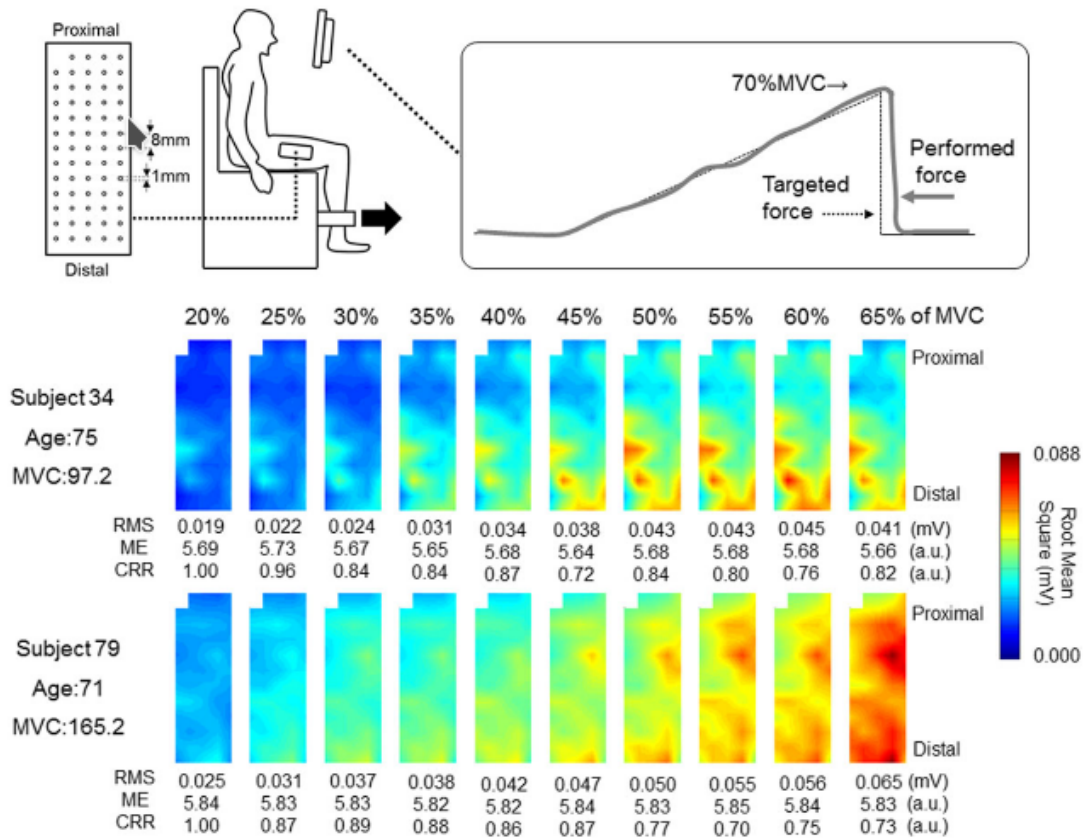 Proximal
8mm
1mm
Distal
70%MVC→
Performed
force
Targeted
force
20% 25% 30% 35% 40% 45% 50% 55% 60% 65% of MVC
Subject 34
Age:75
MVC:97.2
Proximal
Distal
RMS 0.019 0.022 0.024 0.031 0.034 0.038 0.043 0.043 0.045 0.041 (mV)
ME 5.69 5.73 5.67 5.65 5.68 5.64 5.68 5.68 5.68 5.66 (a.u.)
CRR 1.00 0.96 0.84 0.84 0.87 0.72 0.84 0.80 0.76 0.82 (a.u.)
Subject 79
Age:71
MVC:165.2
Proximal
Distal
RMS 0.025 0.031 0.037 0.038 0.042 0.047 0.050 0.055 0.056 0.065 (mV)
ME 5.84 5.83 5.83 5.82 5.82 5.84 5.83 5.85 5.84 5.83 (a.u.)
CRR 1.00 0.87 0.89 0.88 0.86 0.87 0.77 0.70 0.75 0.73 (a.u.)
0.088
Root Mean
Square (mV)
0.000